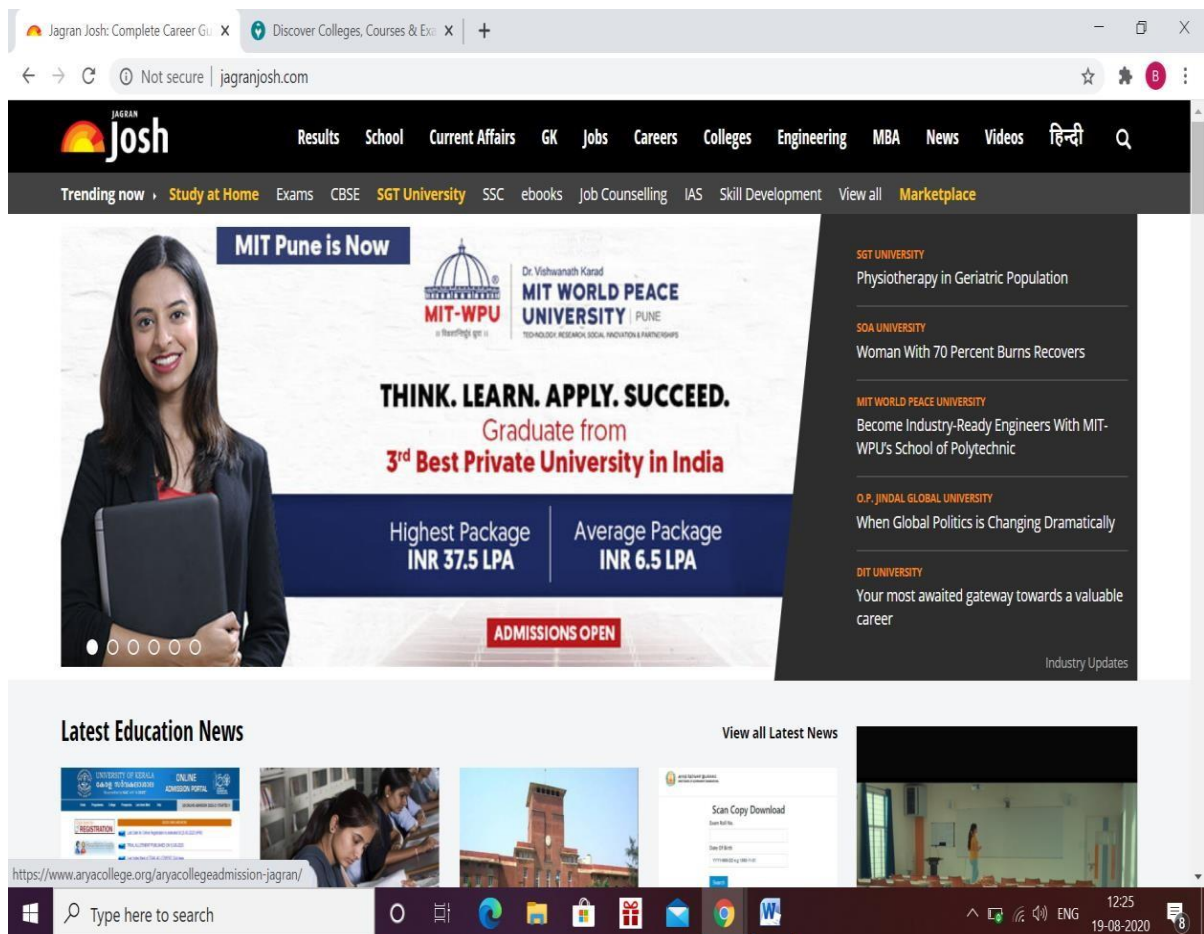 Jagran Josh: Complete Career Gu
Discover Colleges, Courses & Exa
Not secure | jagranjosh.com
B
JAGRAN
Josh
Results School Current Affairs GK Jobs Careers Colleges Engineering MBA News Videos हिन्दी
Trending now Study at Home Exams CBSE SGT University SSC ebooks Job Counselling IAS Skill Development View all Marketplace
MIT Pune is Now
MIT-WPU
Dr. Vishwanath Karad
MIT WORLD PEACE
UNIVERSITY | PUNE
TECHNOLOGY, RESEARCH, SOCIAL INNOVATION & PARTNERSHIPS
THINK. LEARN. APPLY. SUCCEED.
Graduate from
3rd Best Private University in India
Highest Package
INR 37.5 LPA
Average Package
INR 6.5 LPA
ADMISSIONS OPEN
SGT UNIVERSITY
Physiotherapy in Geriatric Population
SOA UNIVERSITY
Woman With 70 Percent Burns Recovers
MIT WORLD PEACE UNIVERSITY
Become Industry-Ready Engineers With MIT-
WPU's School of Polytechnic
O.P. JINDAL GLOBAL UNIVERSITY
When Global Politics is Changing Dramatically
DIT UNIVERSITY
Your most awaited gateway towards a valuable
career
Industry Updates
Latest Education News
View all Latest News
UNIVERSITY OF KERALA
ONLINE
ADMISSION PORTAL
REGISTRATION
Scan Copy Download
Exam Roll No.
Date Of Birth
Search
https://www.aryacollege.org/aryacollegeadmission-jagran/
Type here to search
ENG
12:25
19-08-2020
8